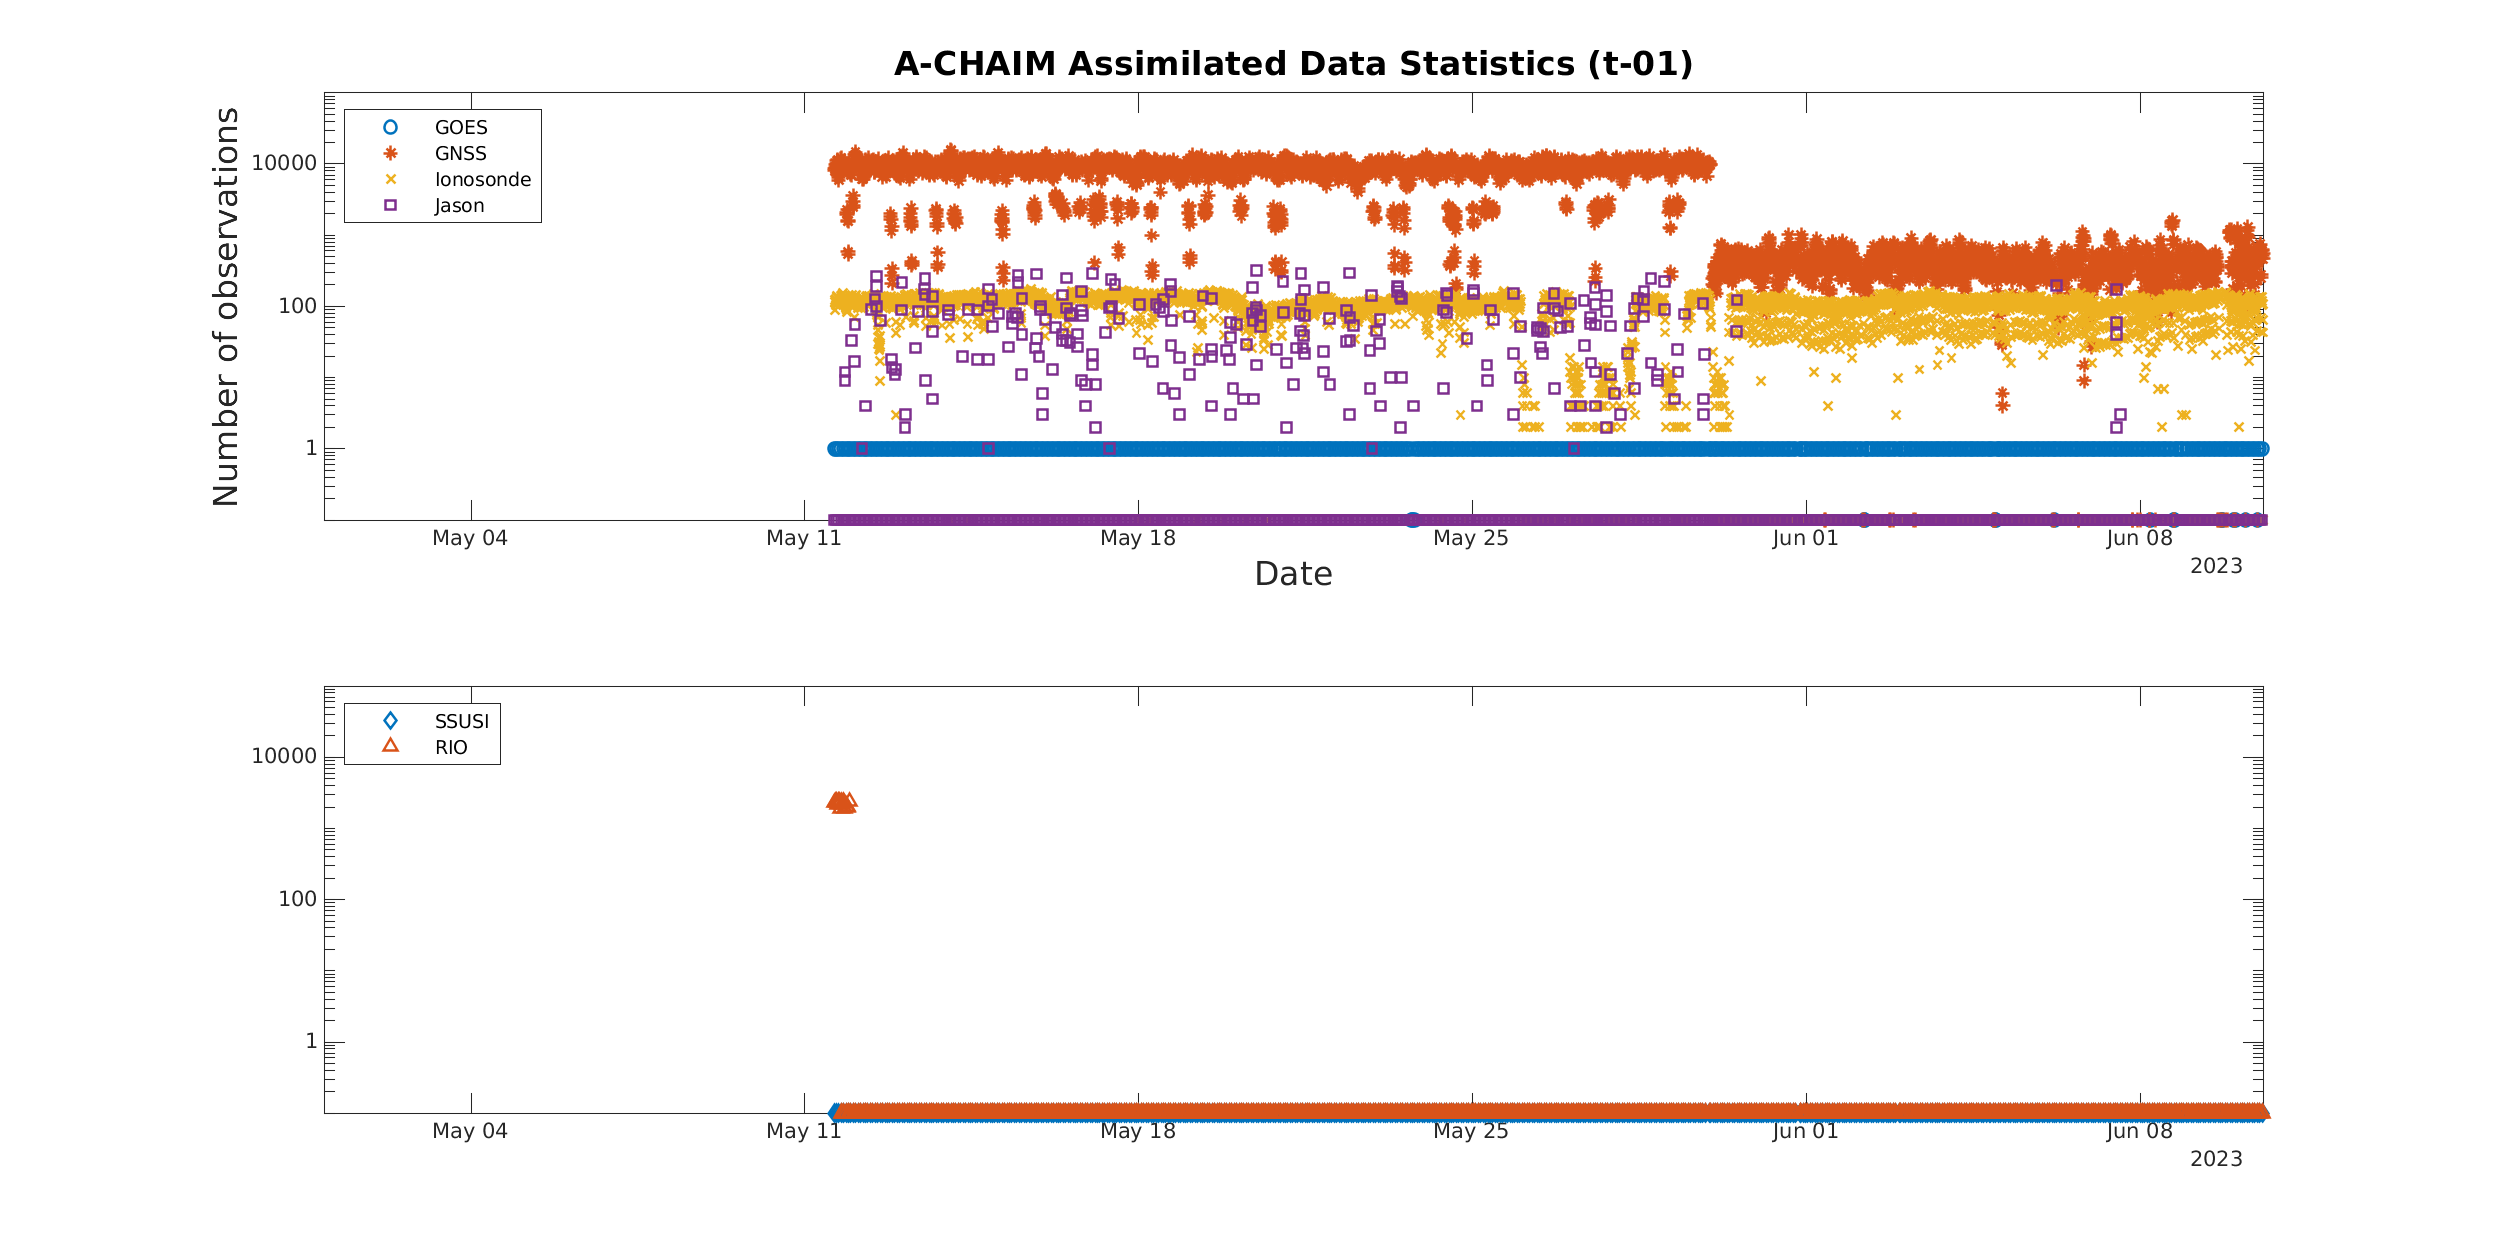 A-CHAIM Assimilated Data Statistics (t-01)
Number of observations
GOES
GNSS
Ionosonde
Jason
10000
100
1
May 04
May 11
May 18
May 25
Jun 01
Jun 08
Date
2023
SSUSI
RIO
10000
100
1
May 04
May 11
May 18
May 25
Jun 01
Jun 08
2023